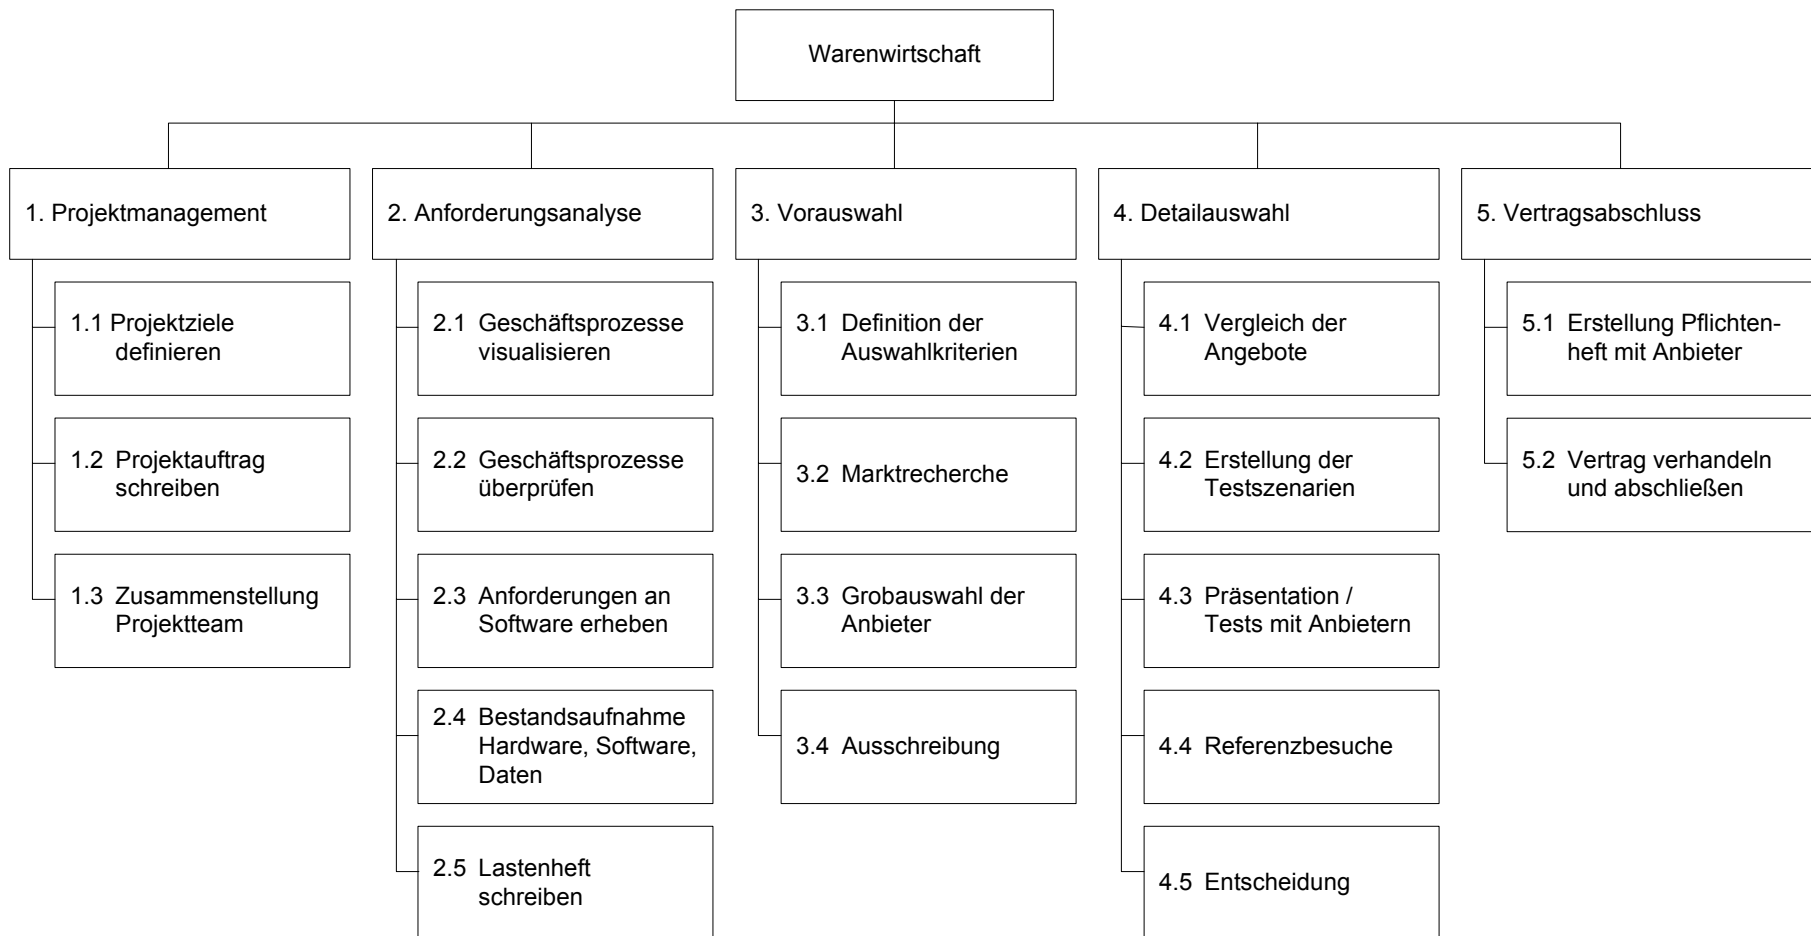 Warenwirtschaft
1. Projektmanagement
1.1 Projektziele
definieren
1.2 Projektauftrag
schreiben
1.3 Zusammenstellung
Projektteam
2. Anforderungsanalyse
2.1 Geschäftsprozesse
visualisieren
2.2 Geschäftsprozesse
überprüfen
2.3 Anforderungen an
Software erheben
2.4 Bestandsaufnahme
Hardware, Software,
Daten
2.5 Lastenheft
schreiben
3. Vorauswahl
3.1 Definition der
Auswahlkriterien
3.2 Marktrecherche
3.3 Grobauswahl der
Anbieter
3.4 Ausschreibung
4. Detailauswahl
4.1 Vergleich der
Angebote
4.2 Erstellung der
Testszenarien
4.3 Präsentation /
Tests mit Anbietern
4.4 Referenzbesuche
4.5 Entscheidung
5. Vertragsabschluss
5.1 Erstellung Pflichten-
heft mit Anbieter
5.2 Vertrag verhandeln
und abschließen